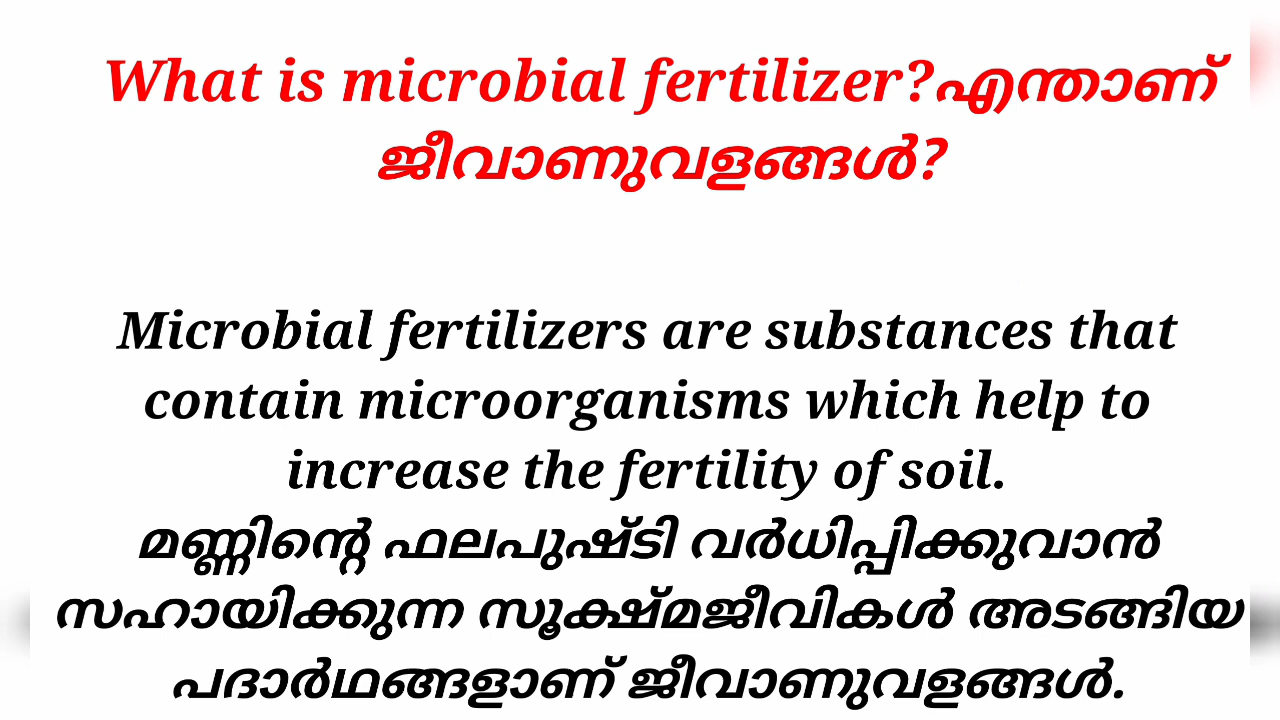 What is microbial fertilizer?എന്താണ്
ജീവാണുവളങ്ങൾ?
Microbial fertilizers are substances that
contain microorganisms which help to
increase the fertility of soil.
മണ്ണിന്റെ ഫലപുഷ്ടി വർധിപ്പിക്കുവാൻ
സഹായിക്കുന്ന സൂക്ഷ്മജീവികൾ അടങ്ങിയ
പദാർഥങ്ങളാണ് ജീവാണുവളങ്ങൾ.